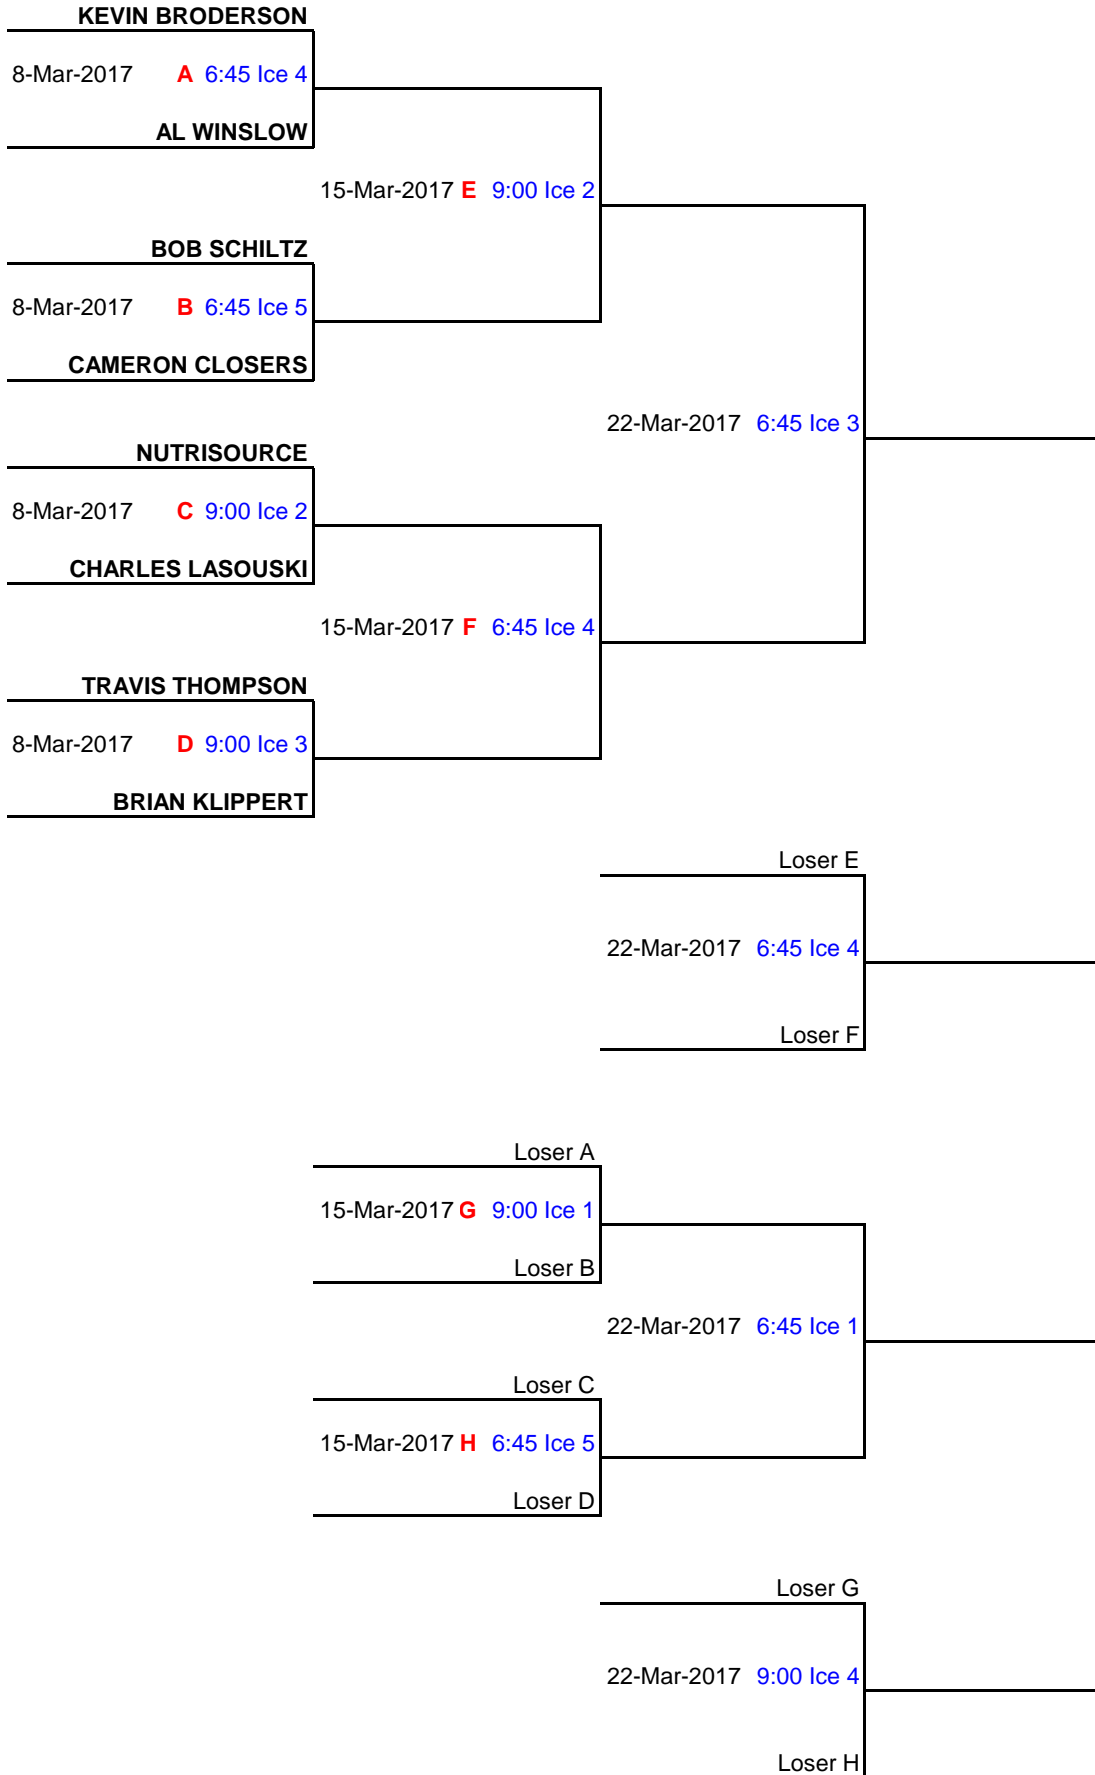 KEVIN BRODERSON
8-Mar-2017 A 6:45 Ice 4
AL WINSLOW
15-Mar-2017 E 9:00 Ice 2
BOB SCHILTZ
8-Mar-2017 B 6:45 Ice 5
CAMERON CLOSERS
22-Mar-2017 6:45 Ice 3
NUTRISOURCE
8-Mar-2017 C 9:00 Ice 2
CHARLES LASOUSKI
15-Mar-2017 F 6:45 Ice 4
TRAVIS THOMPSON
8-Mar-2017 D 9:00 Ice 3
BRIAN KLIPPERT
Loser E
22-Mar-2017 6:45 Ice 4
Loser F
Loser A
15-Mar-2017 G 9:00 Ice 1
Loser B
22-Mar-2017 6:45 Ice 1
Loser C
15-Mar-2017 H 6:45 Ice 5
Loser D
Loser G
22-Mar-2017 9:00 Ice 4
Loser H